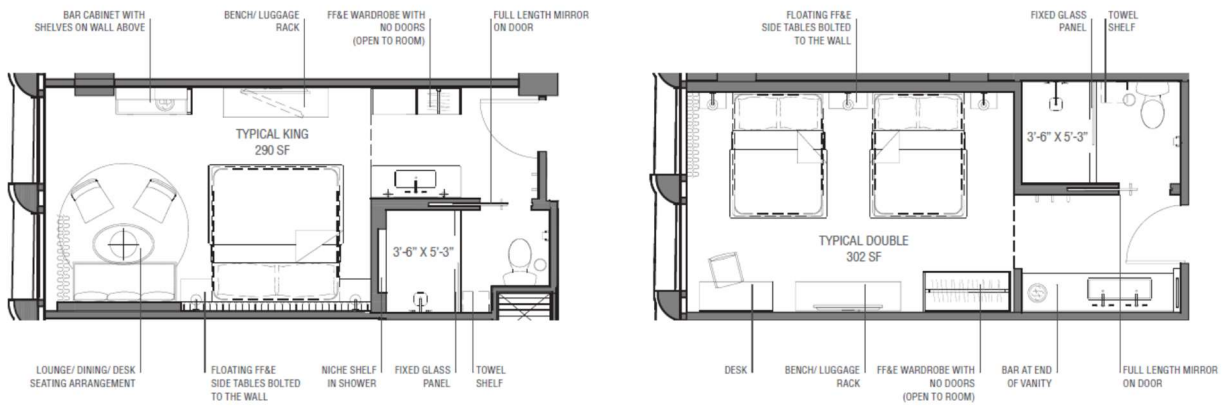 BAR CABINET WITH
SHELVES ON WALL ABOVE
BENCH/ LUGGAGE
RACK
FF&E WARDROBE WITH
NO DOORS
(OPEN TO ROOM)
FULL LENGTH MIRROR
ON DOOR
TYPICAL KING
290 SF
3'-6" X 5'-3"
LOUNGE/ DINING/ DESK
SEATING ARRANGEMENT
FLOATING FF&E
SIDE TABLES BOLTED
TO THE WALL
NICHE SHELF
IN SHOWER
FIXED GLASS
PANEL
TOWEL
SHELF
FLOATING FF&E
SIDE TABLES BOLTED
TO THE WALL
FIXED GLASS
PANEL
TOWEL
SHELF
3'-6" X 5'-3"
TYPICAL DOUBLE
302 SF
DESK
BENCH/ LUGGAGE
RACK
FF&E WARDROBE WITH
NO DOORS
(OPEN TO ROOM)
BAR AT END
OF VANITY
FULL LENGTH MIRROR
ON DOOR